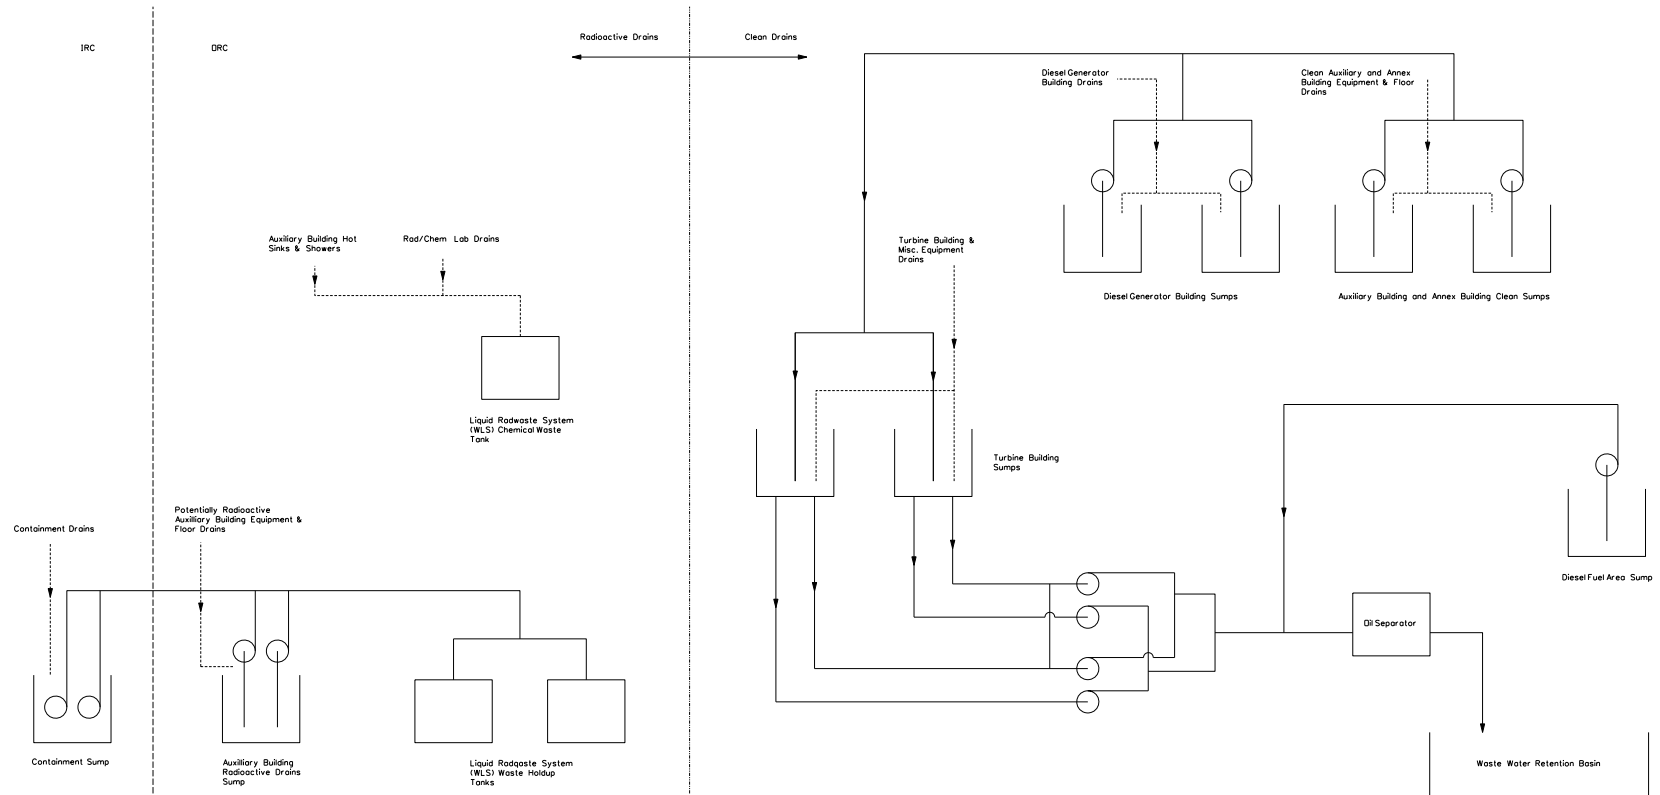 IRC
ORC
Radioactive Drains
Clean Drains
Diesel Generator
Building Drains
Clean Auxiliary and Annex
Building Equipment & Floor
Drains
Auxiliary Building Hot
Sinks & Showers
Rad/Chem Lab Drains
Turbine Building &
Misc. Equipment
Drains
Diesel Generator Building Sumps
Auxiliary Building and Annex Building Clean Sumps
Liquid Radwaste System
(WLS) Chemical Waste
Tank
Turbine Building
Sumps
Containment Drains
Potentially Radioactive
Auxilliary Building Equipment &
Floor Drains
Diesel Fuel Area Sump
Oil Separator
Containment Sump
Auxilliary Building
Radioactive Drains
Sump
Liquid Radqaste System
(WLS) Waste Holdup
Tanks
Waste Water Retention Basin